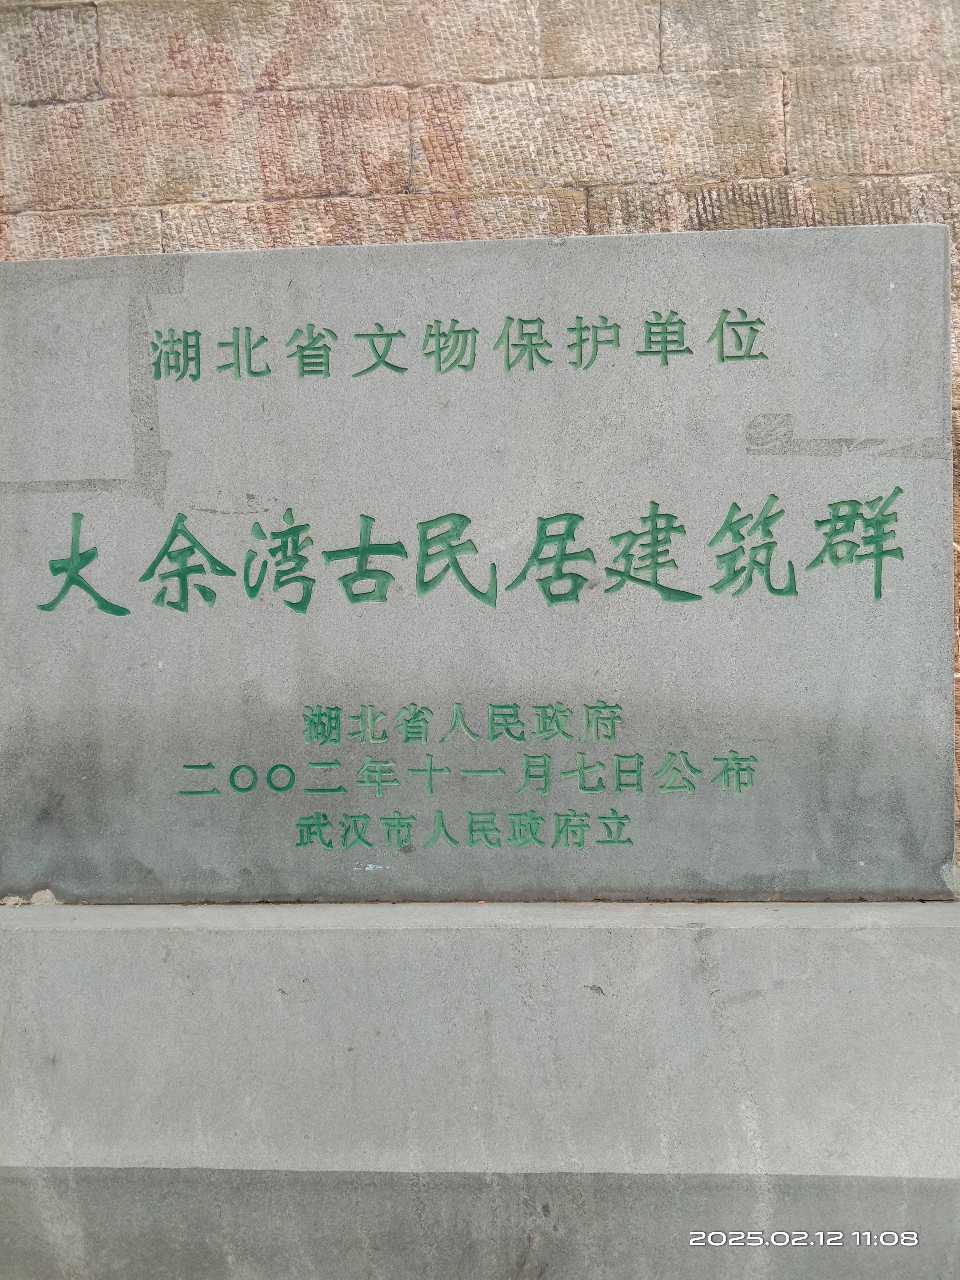 湖北省文物保护单位
大余湾古民居建筑群
湖北省人民政府
二〇〇二年十一月七日公布
武汉市人民政府立
2025.02.12 11:08